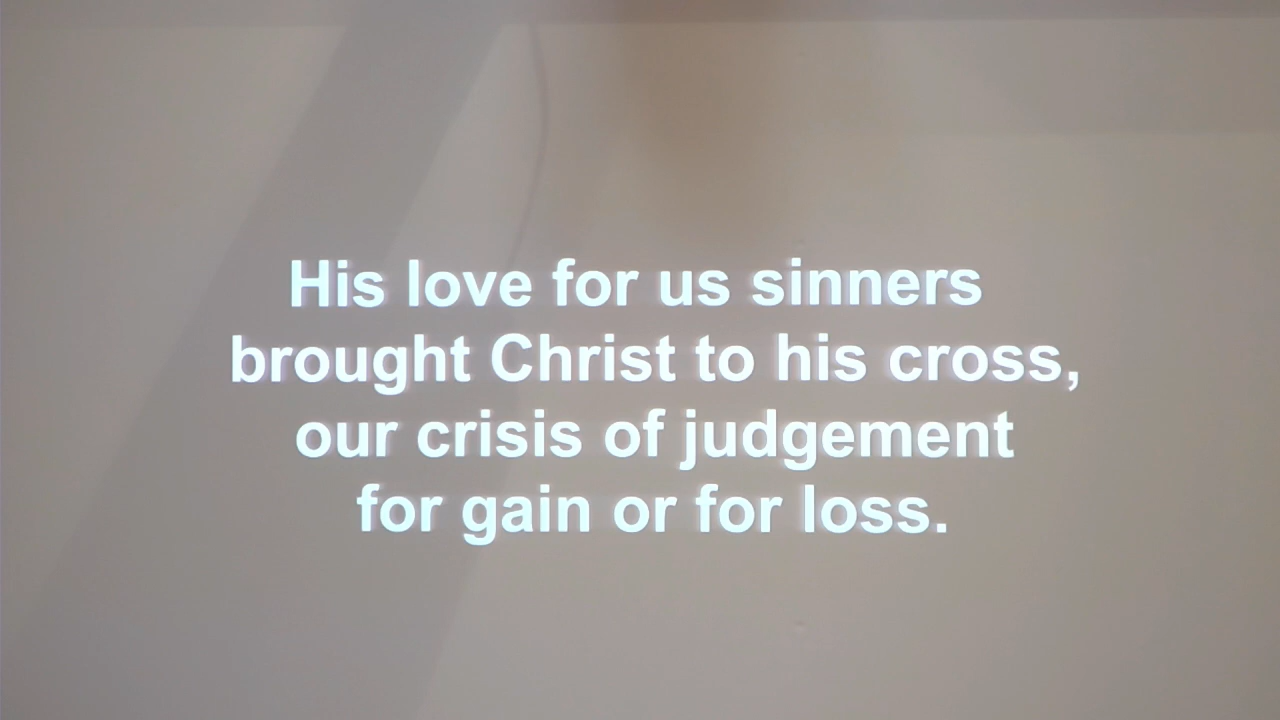 His love for us sinners
brought Christ to his cross,
our crisis of judgement
for gain or for loss.